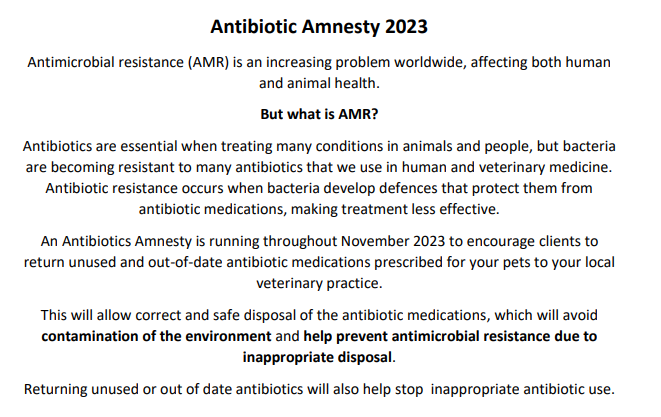 Antibiotic Amnesty 2023
Antimicrobial resistance (AMR) is an increasing problem worldwide, affecting both human
and animal health.
But what is AMR?
Antibiotics are essential when treating many conditions in animals and people, but bacteria
are becoming resistant to many antibiotics that we use in human and veterinary medicine.
Antibiotic resistance occurs when bacteria develop defences that protect them from
antibiotic medications, making treatment less effective.
An Antibiotics Amnesty is running throughout November 2023 to encourage clients to
return unused and out-of-date antibiotic medications prescribed for your pets to your local
veterinary practice.
This will allow correct and safe disposal of the antibiotic medications, which will avoid
contamination of the environment and help prevent antimicrobial resistance due to
inappropriate disposal.
Returning unused or out of date antibiotics will also help stop  inappropriate antibiotic use.